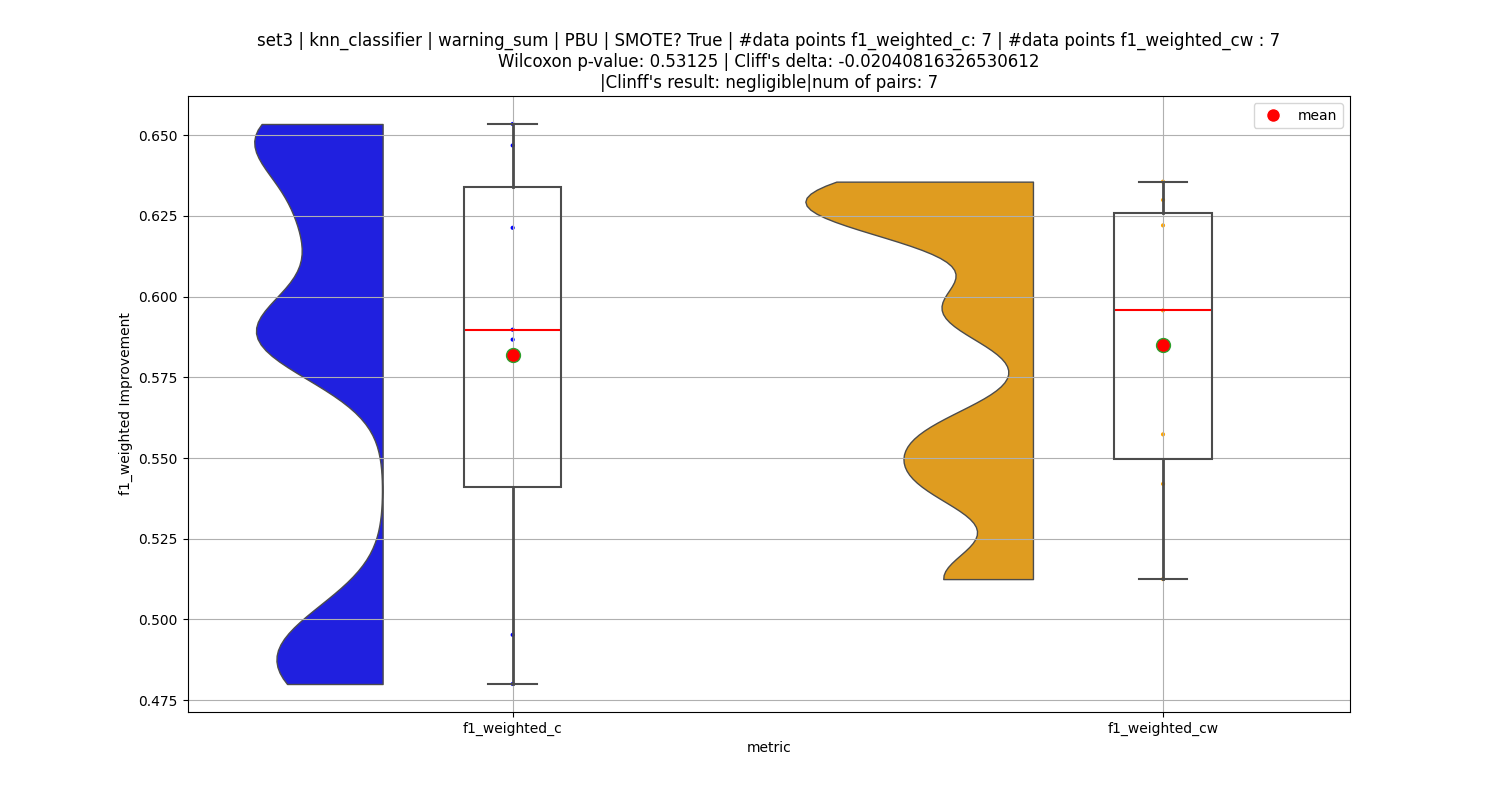 set3 | knn_classifier | warning_sum | PBU | SMOTE? True | #data points f1_weighted_c: 7 | #data points f1_weighted_cw : 7
Wilcoxon p-value: 0.53125 | Cliff's delta: -0.02040816326530612
|Clinff's result: negligible|num of pairs: 7
mean
0.650
0.625
0.600
0.575
0.550
0.525
0.500
0.475
f1_weighted Improvement
f1_weighted_c
f1_weighted_cw
metric